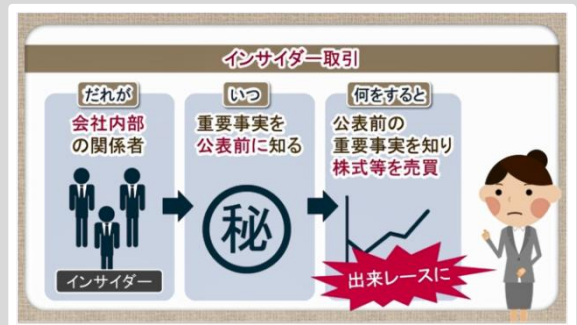 インサイダー取引
だれが
会社内部
の関係者
インサイダー
いつ
重要事実を
公表前に知る
秘
何をすると
公表前の
重要事実を知り
株式等を売買
出来レースに